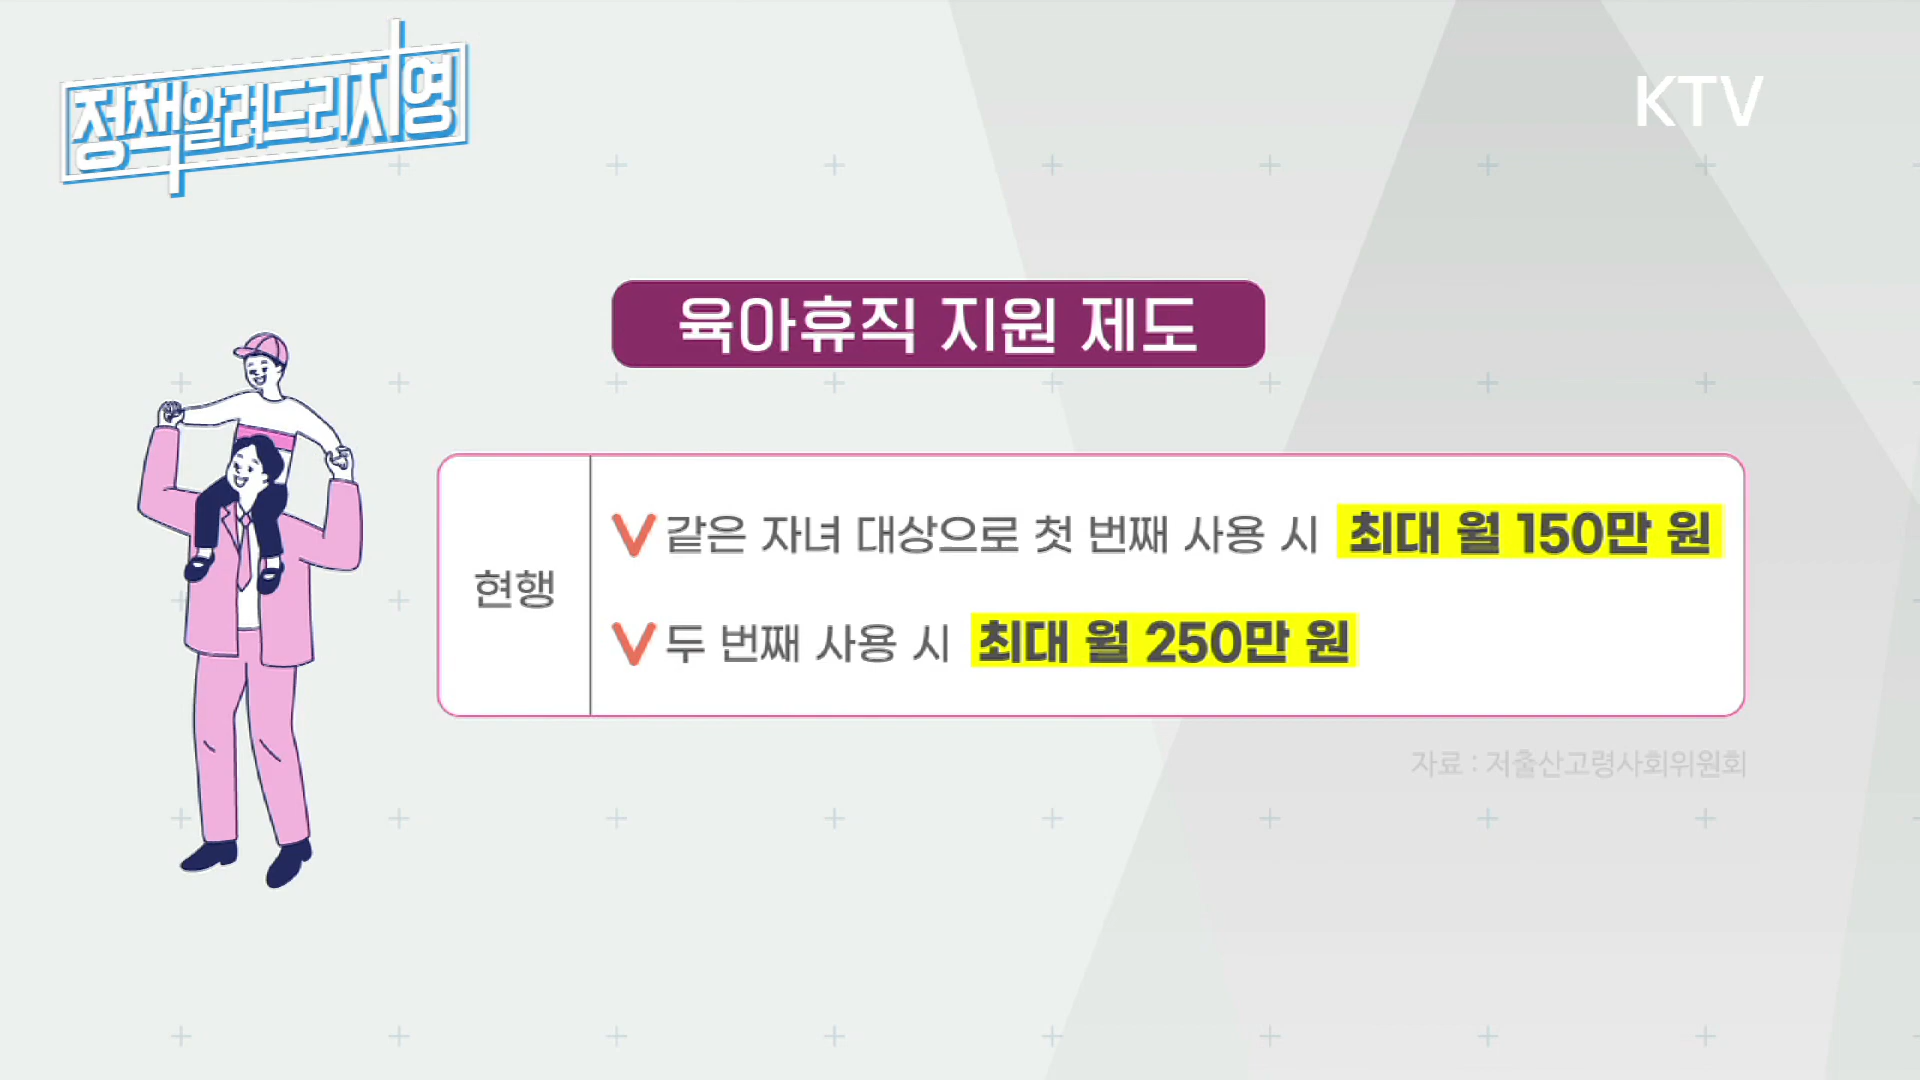 정책알려드리지영
KTV
육아휴직 지원 제도
현행
같은 자녀 대상으로 첫 번째 사용 시 최대 월 150만 원
두 번째 사용 시 최대 월 250만 원
자료 : 저출산고령사회위원회